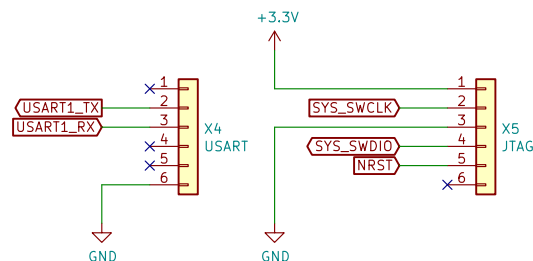 +3.3V
1
USART1_TX 2
USART1_RX 3
4
5
6
X4
USART
GND
1
SYS_SWCLK 2
3
SYS_SWDIO 4
NRST 5
6
X5
JTAG
GND